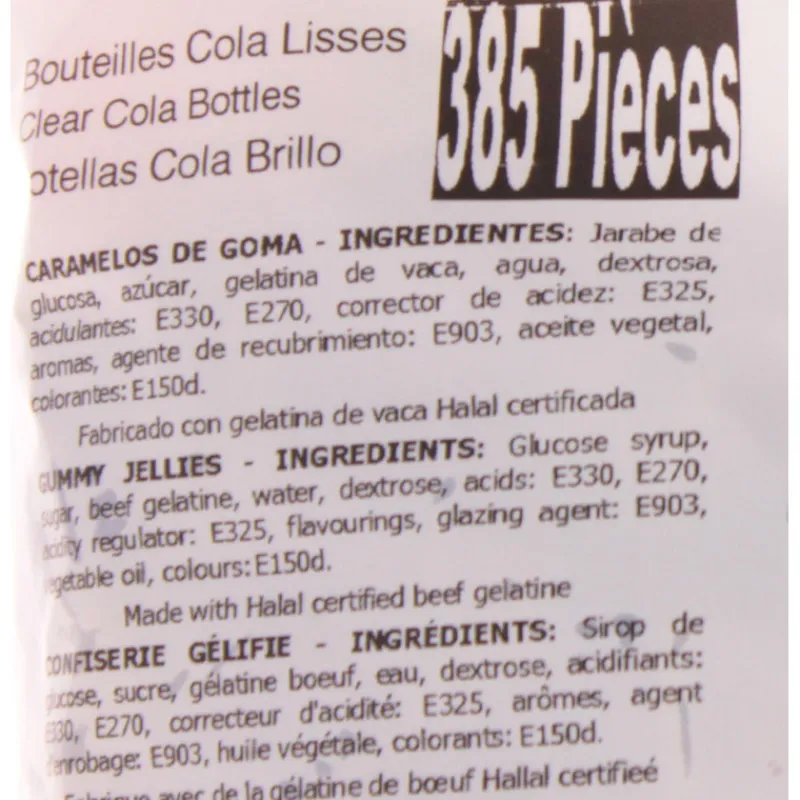 Bouteilles Cola Lisses
Clear Cola Bottles
otellas Cola Brillo
385 Pièces
CARAMELOS DE GOMA - INGREDIENTES: Jarabe de
glucosa, azúcar, gelatina de vaca, agua, dextrosa,
acidulantes: E330, E270, corrector de acidez: E325,
aromas, agente de recubrimiento: E903, aceite vegetal,
colorantes: E150d.
Fabricado con gelatina de vaca Halal certificada
GUMMY JELLIES - INGREDIENTS: Glucose syrup,
sugar, beef gelatine, water, dextrose, acids: E330, E270,
acidity regulator: E325, flavourings, glazing agent: E903,
vegetable oil, colours: E150d.
Made with Halal certified beef gelatine
CONFISERIE GÉLIFIE - INGRÉDIENTS: Sirop de
glucose, sucre, gélatine boeuf, eau, dextrose, acidifiants:
E330, E270, correcteur d'acidité: E325, arômes, agent
d'enrobage: E903, huile végétale, colorants: E150d.
Fabrique avec de la gélatine de bœuf Hallal certifieé